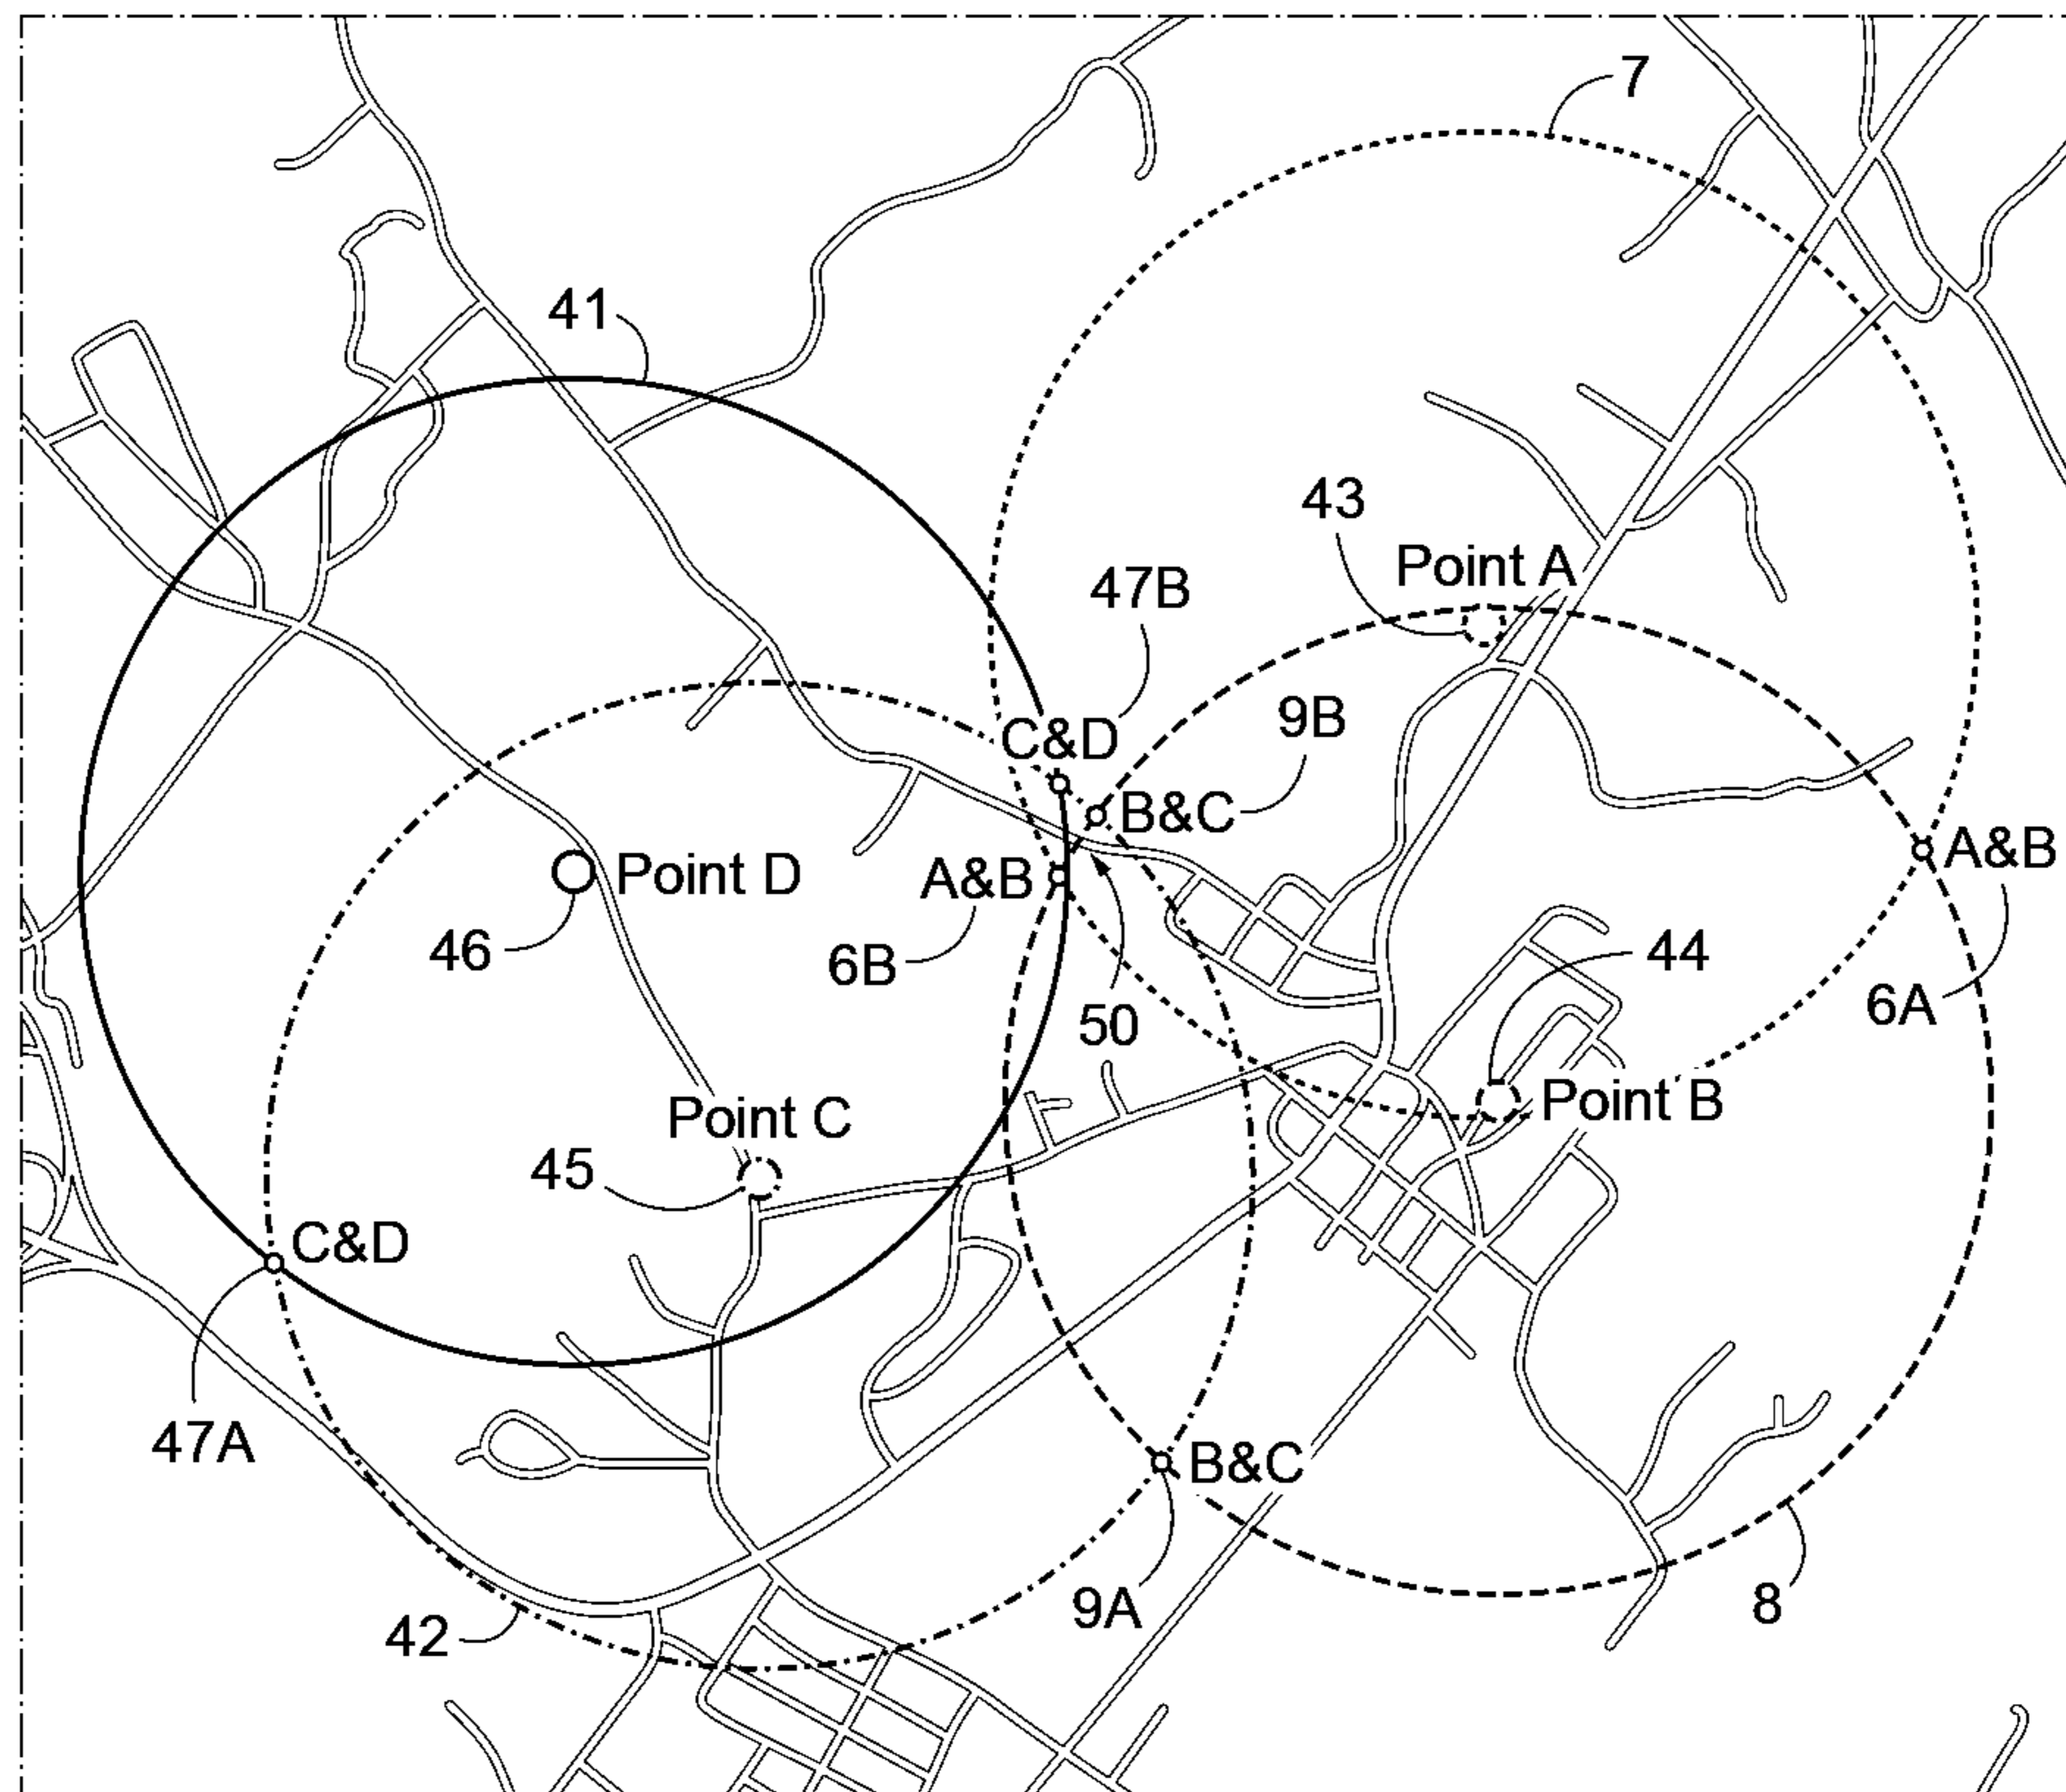 7
41
43
Point A
47B
C&D
9B
B&C
A&B
A&B
Point D
46
6B
44
6A
50
Point B
Point C
45
C&D
47A
B&C
9A
8
42